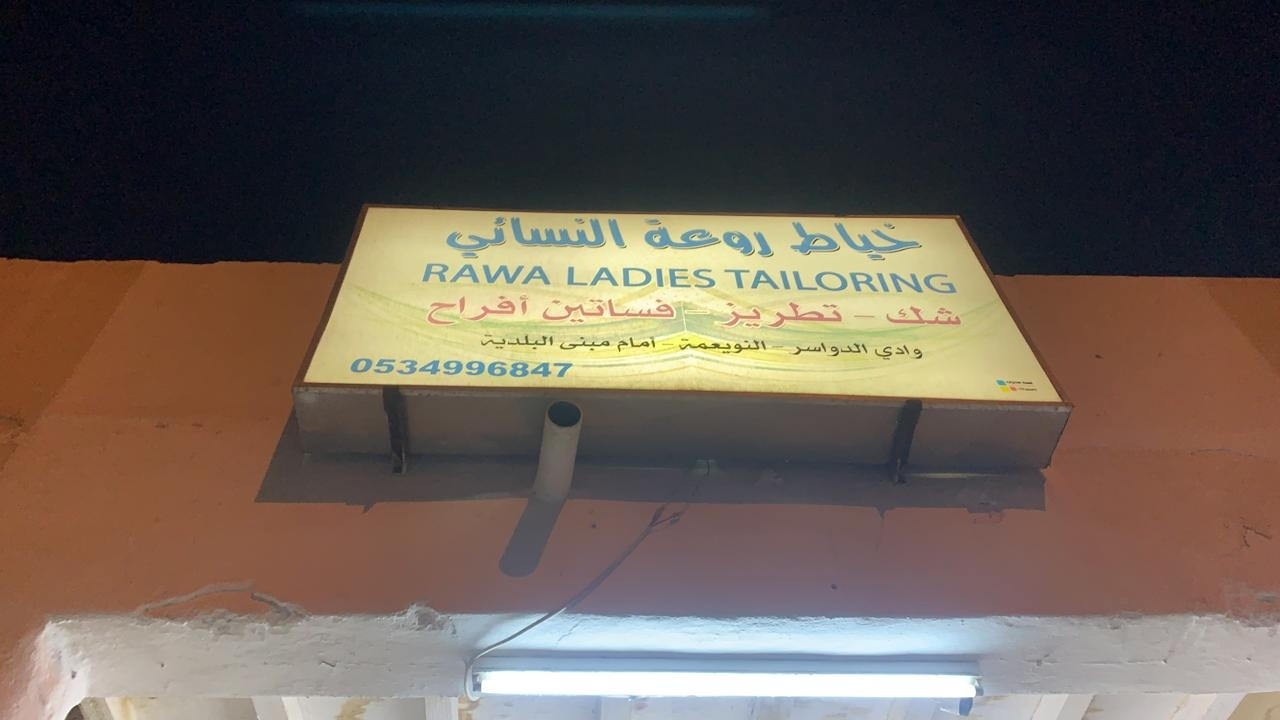 خياط روعة النسائي
RAWA LADIES TAILORING
شك - تطريز - فساتين أفراح
وادي الدواسر - النويعمة - أمام مبنى البلدية
0534996847